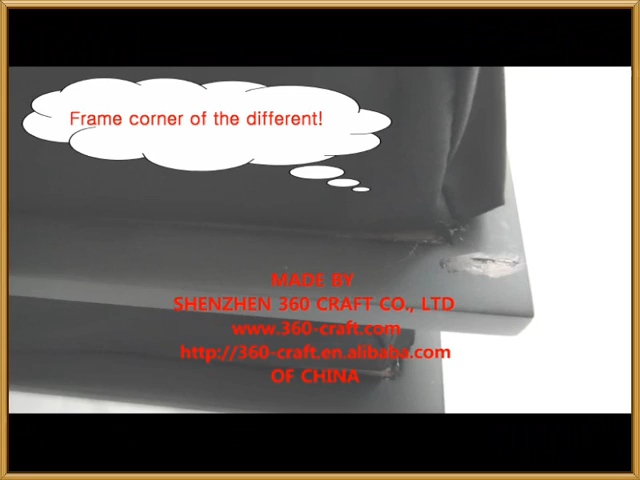 Frame corner of the different!
MADE BY
SHENZHEN 360 CRAFT CO., LTD
www.360-craft.com
http://360-craft.en.alibaba.com
OF CHINA